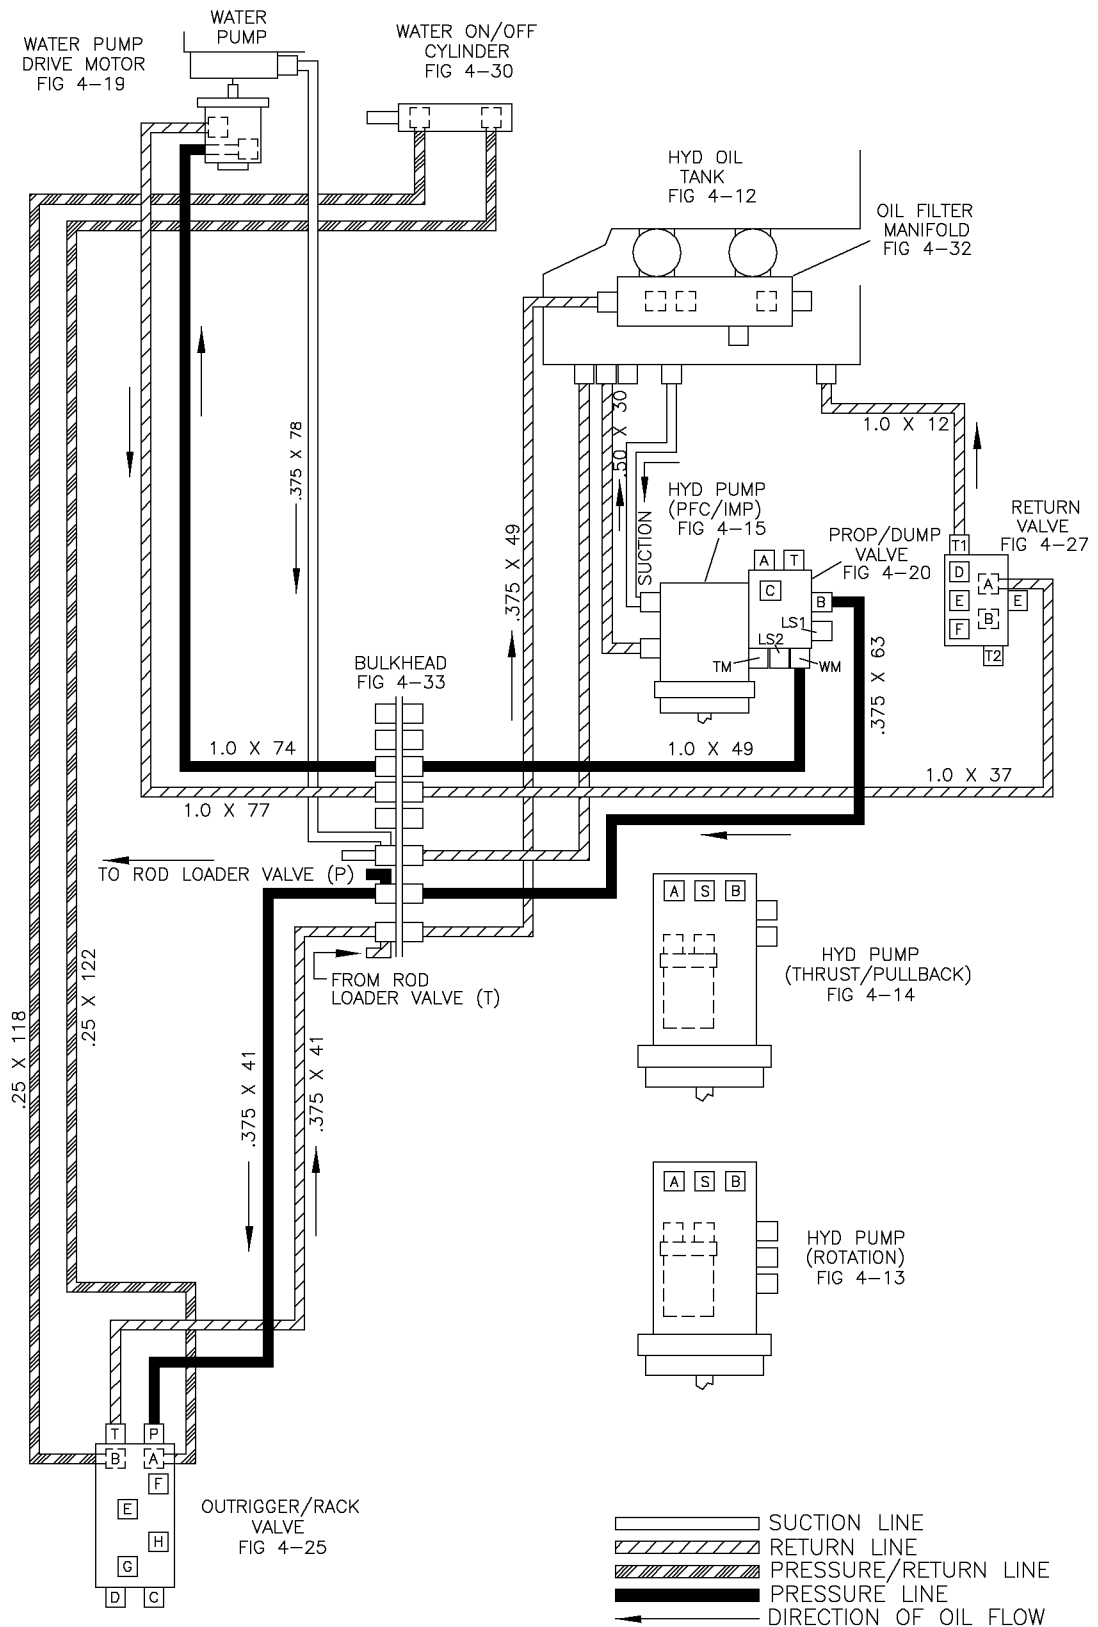 WATER
PUMP
WATER PUMP
DRIVE MOTOR
FIG 4-19
WATER ON/OFF
CYLINDER
FIG 4-30
HYD OIL
TANK
FIG 4-12
OIL FILTER
MANIFOLD
FIG 4-32
.375 X 78
.375 X 49
.50 X 30
SUCTION
1.0 X 12
HYD PUMP
(PFC/IMP)
FIG 4-15
PROP/DUMP
VALVE
FIG 4-20
RETURN
VALVE
FIG 4-27
A
T
C
B
LS1
LS2
TM
WM
T1
D
A
E
E
B
F
T2
.375 X 63
BULKHEAD
FIG 4-33
1.0 X 74
1.0 X 49
1.0 X 77
1.0 X 37
TO ROD LOADER VALVE (P)
FROM ROD
LOADER VALVE (T)
A S B
HYD PUMP
(THRUST/PULLBACK)
FIG 4-14
.25 X 118
.25 X 122
.375 X 41
.375 X 41
A S B
HYD PUMP
(ROTATION)
FIG 4-13
T P
B A
F
E
H
G
D C
OUTRIGGER/RACK
VALVE
FIG 4-25
SUCTION LINE
RETURN LINE
PRESSURE/RETURN LINE
PRESSURE LINE
DIRECTION OF OIL FLOW